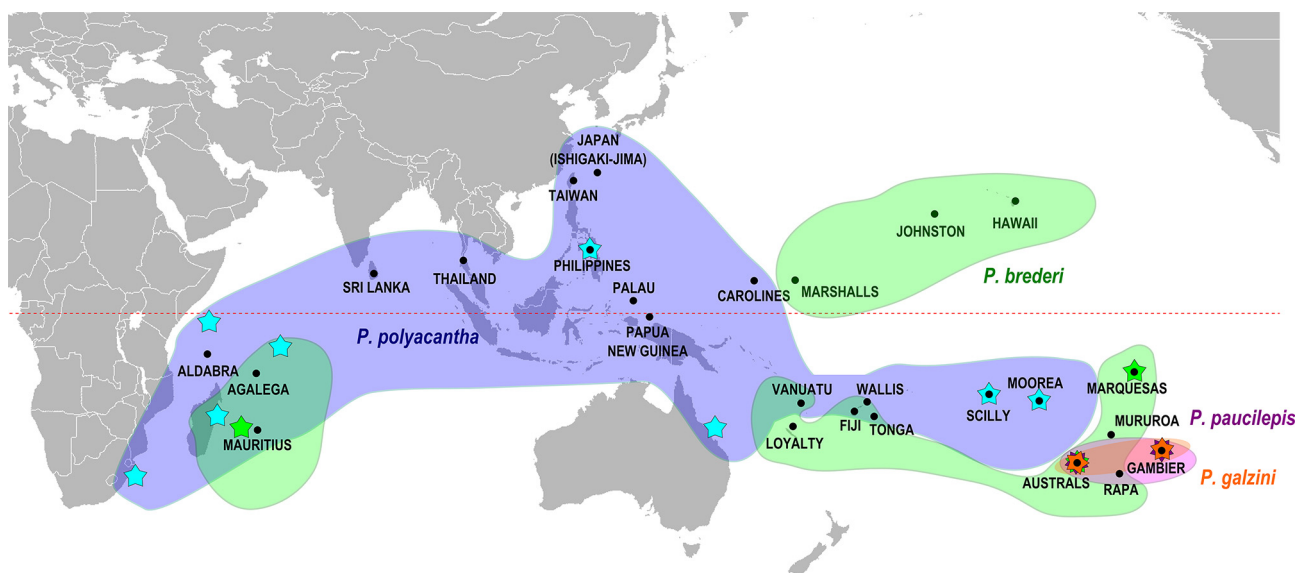 JAPAN
(ISHIGAKI-JIMA)
TAIWAN
HAWAII
JOHNSTON
PHILIPPINES
P. brederi
SRI LANKA
THAILAND
PALAU
CAROLINES
MARSHALLS
P. polyacantha
PAPUA
NEW GUINEA
ALDABRA
AGALEGA
VANUATU
WALLIS
MOOREA
MARQUESAS
SCILLY
FIJI
TONGA
P. paucilepis
MURUROA
MAURITIUS
LOYALTY
GAMBIER
P. galzini
AUSTRALS
RAPA